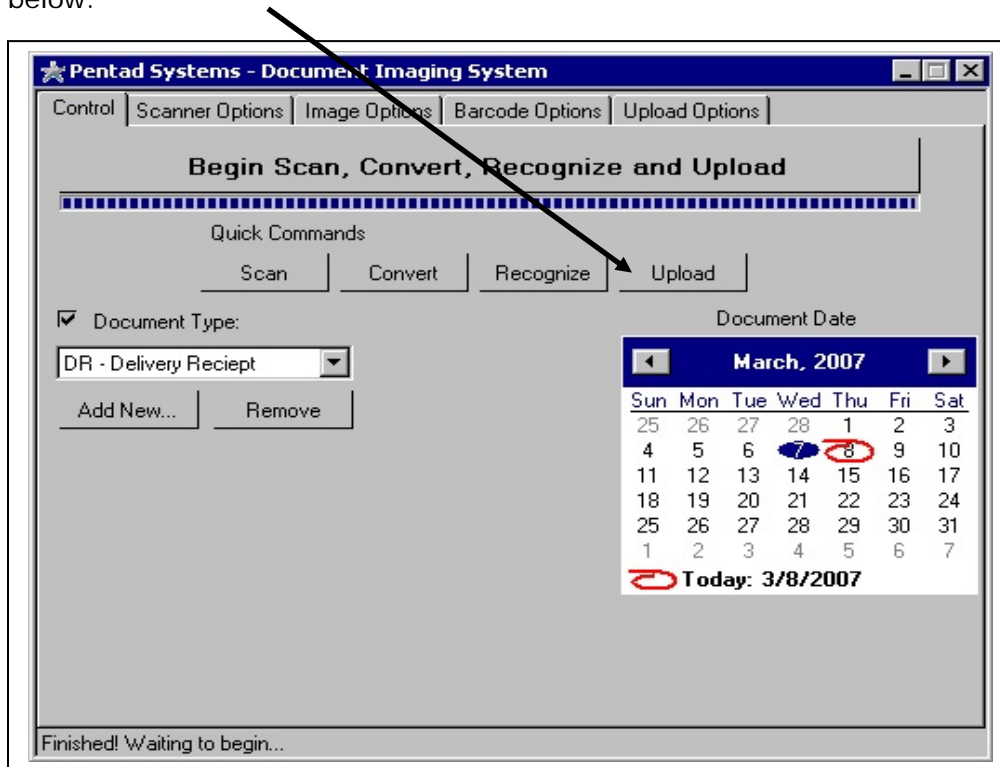 below:
Pentad Systems - Document Imaging System
Control Scanner Options Image Options Barcode Options Upload Options
Begin Scan, Convert, Recognize and Upload
Quick Commands
Scan Convert Recognize Upload
Document Type:
Document Date
DR - Delivery Reciept
March, 2007
Add New... Remove
Sun Mon Tue Wed Thu Fri Sat
25 26 27 28 1 2 3
4 5 6 7 8 9 10
11 12 13 14 15 16 17
18 19 20 21 22 23 24
25 26 27 28 29 30 31
1 2 3 4 5 6 7
Today: 3/8/2007
Finished! Waiting to begin...